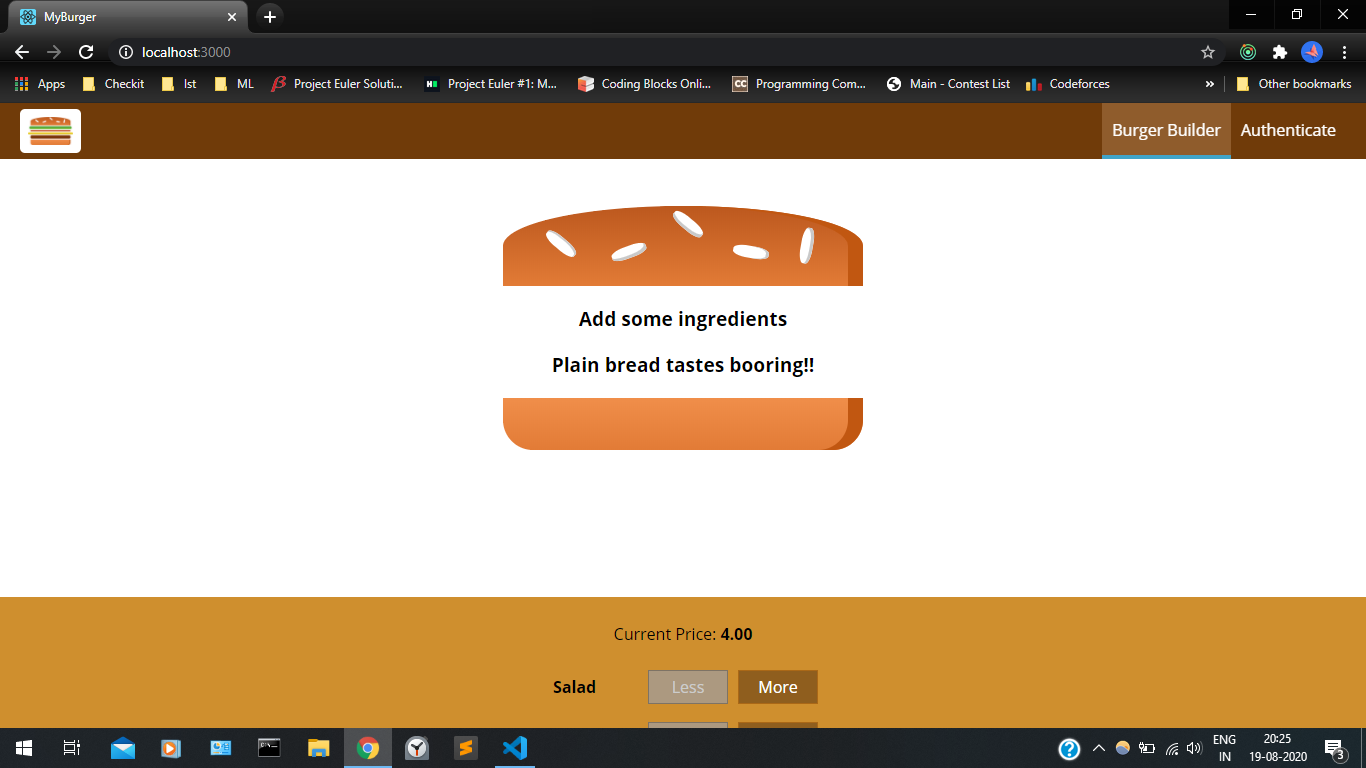 MyBurger
localhost:3000
Apps Checkit Ist ML Project Euler Soluti... Project Euler #1: M... Coding Blocks Onli... Programming Com... Main - Contest List Codeforces » Other bookmarks
Burger Builder Authenticate
Add some ingredients
Plain bread tastes booring!!
Current Price: 4.00
Salad Less More
ENG 20:25
IN 19-08-2020 3